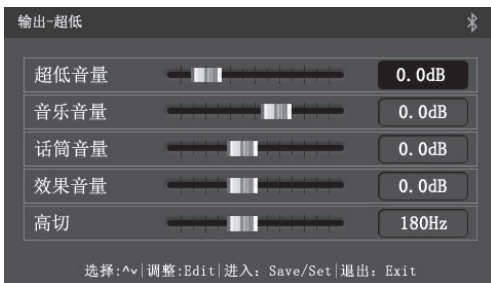 输出-超低
超低音量 0.0dB
音乐音量 0.0dB
话筒音量 0.0dB
效果音量 0.0dB
高切 180Hz
选择:^v|调整:Edit|进入: Save/Set|退出: Exit